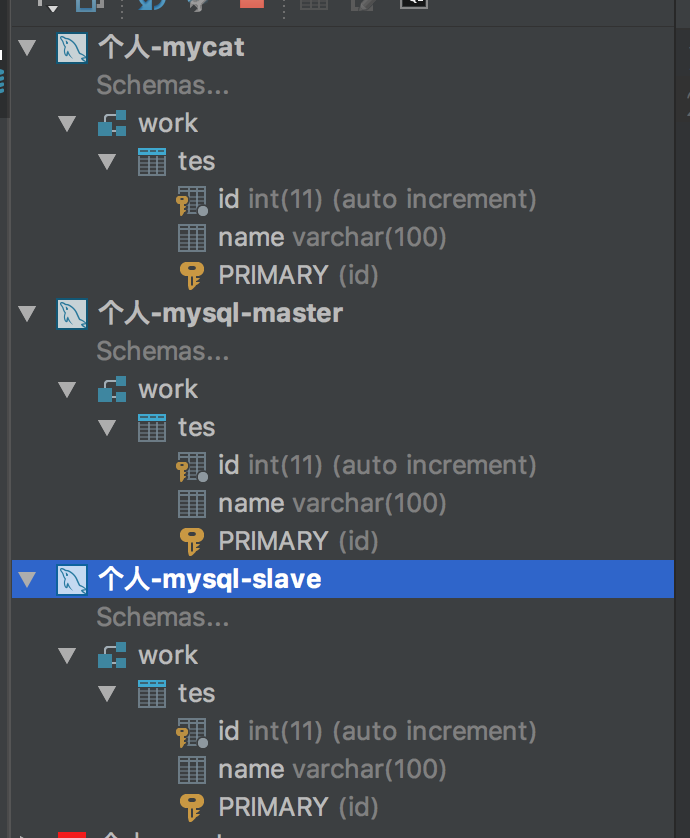 个人-mycat
Schemas...
work
tes
id int(11) (auto increment)
name varchar(100)
PRIMARY (id)
个人-mysql-master
Schemas...
work
tes
id int(11) (auto increment)
name varchar(100)
PRIMARY (id)
个人-mysql-slave
Schemas...
work
tes
id int(11) (auto increment)
name varchar(100)
PRIMARY (id)